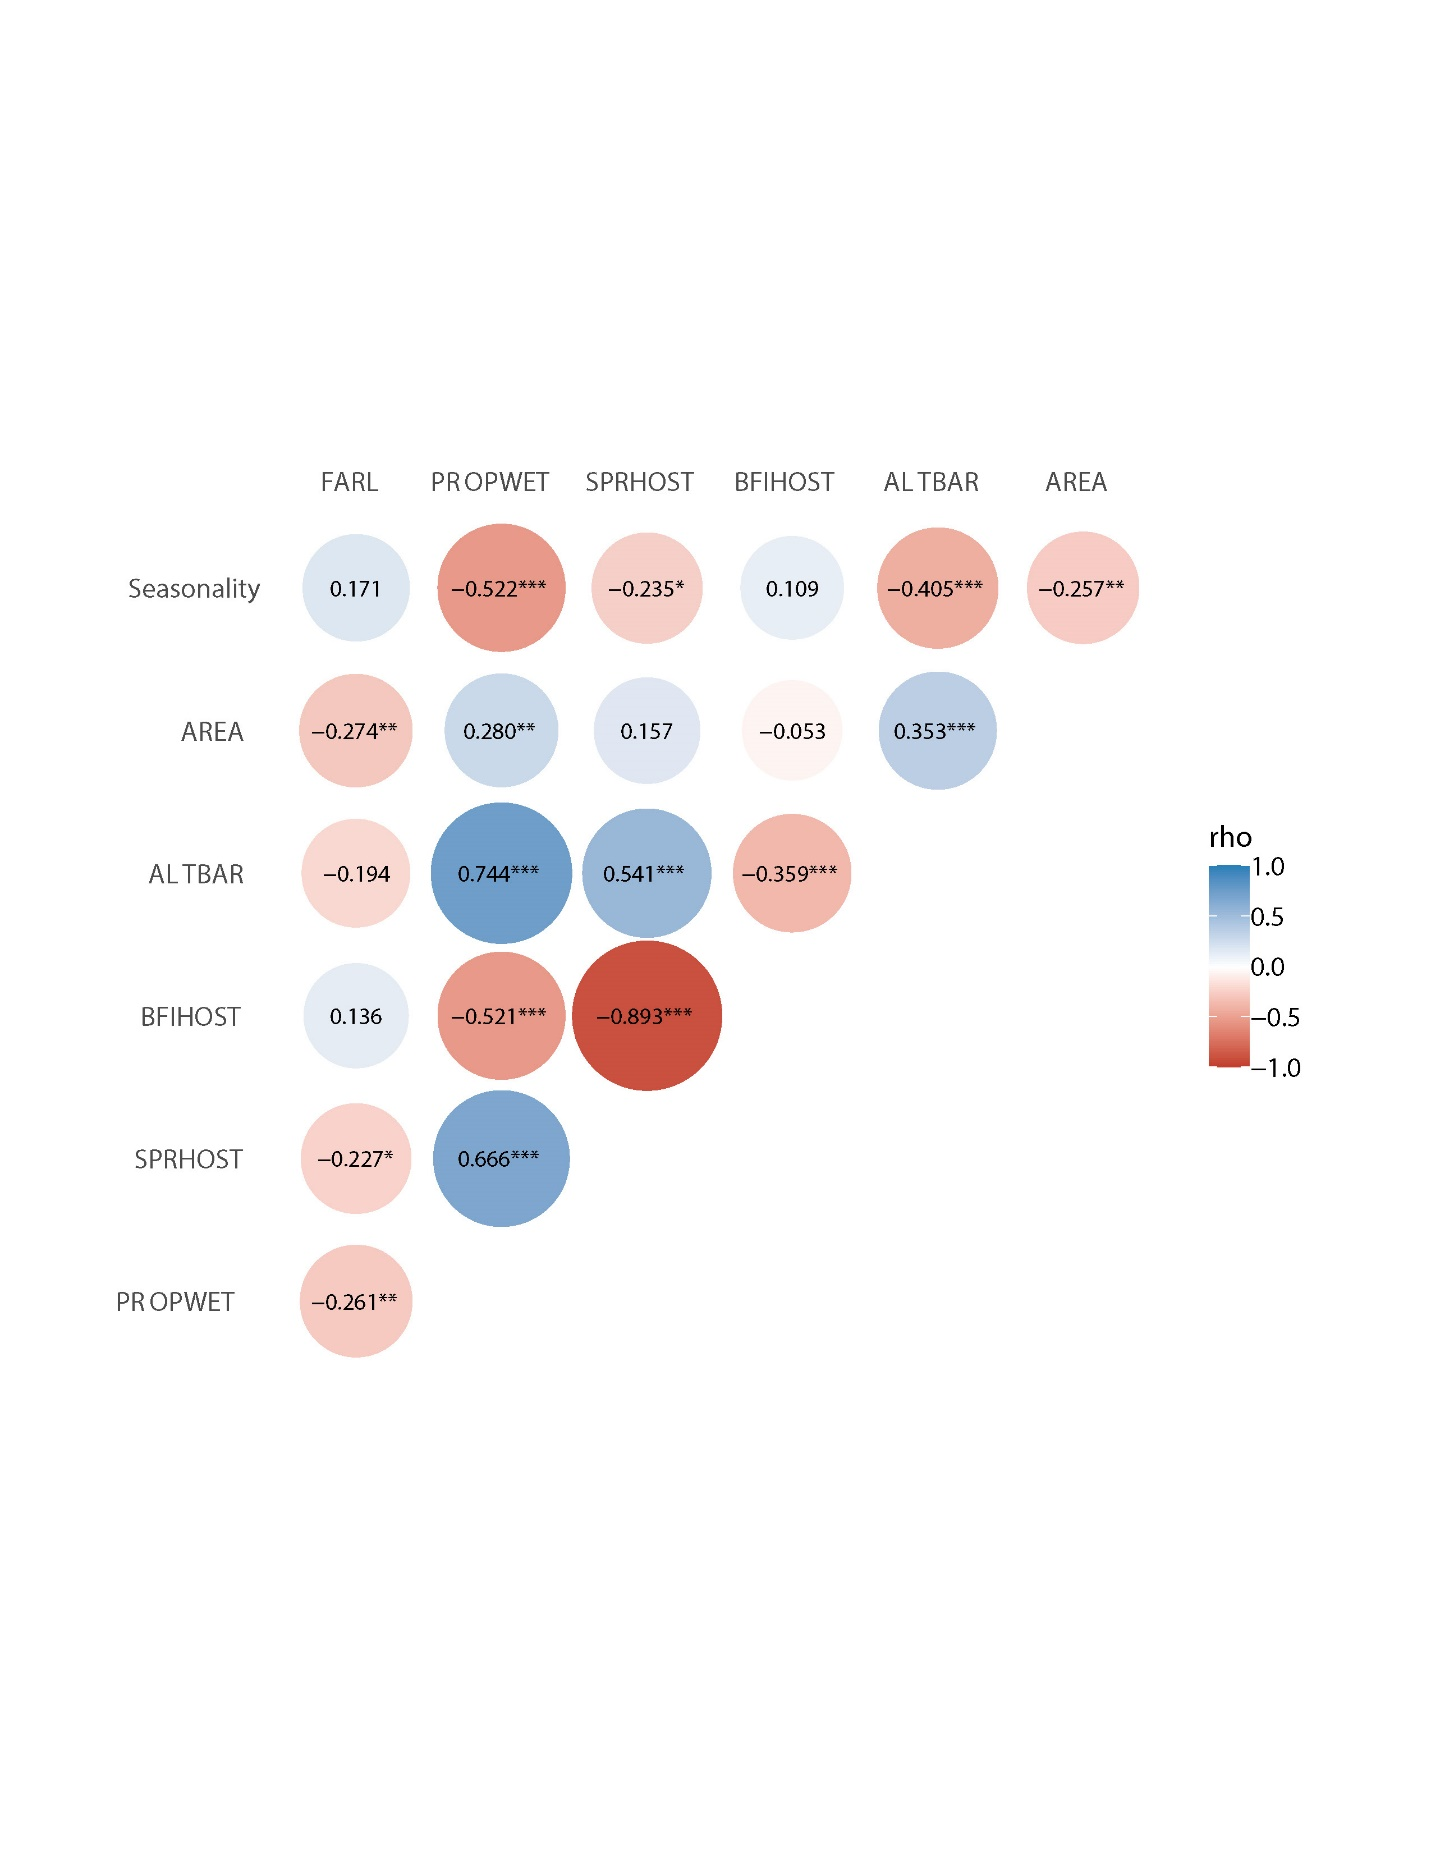 FARL PROPWET SPRHOST BFIHOST ALTBAR AREA
Seasonality 0.171 −0.522*** −0.235* 0.109 −0.405*** −0.257**
AREA −0.274** 0.280** 0.157 −0.053 0.353***
ALTBAR −0.194 0.744*** 0.541*** −0.359***
BFIHOST 0.136 −0.521*** −0.893***
SPRHOST −0.227* 0.666***
PROPWET −0.261**
rho
1.0
0.5
0.0
−0.5
−1.0